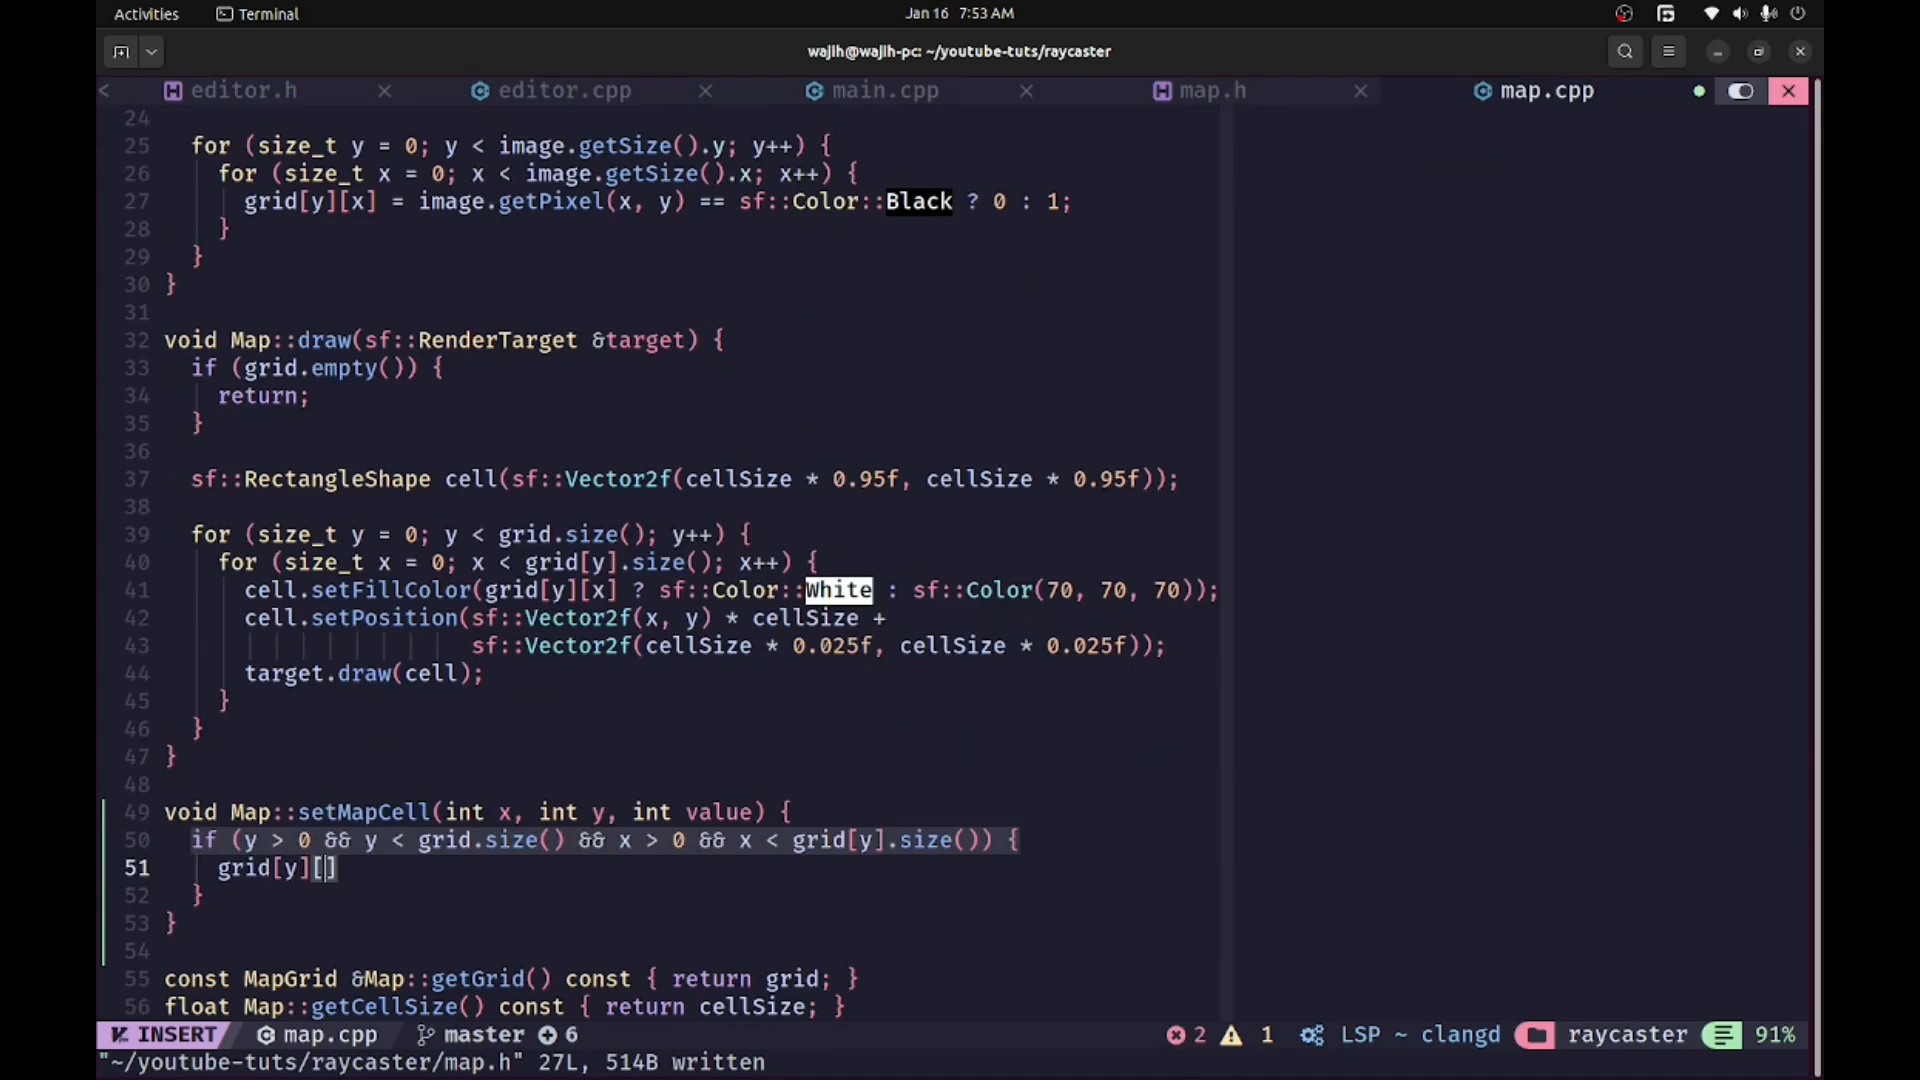 Activities Terminal Jan 16 7:53 AM
wajih@wajih-pc: ~/youtube-tuts/raycaster
< editor.h × editor.cpp × main.cpp × map.h × map.cpp
24
25 for (size_t y = 0; y < image.getSize().y; y++) {
26 for (size_t x = 0; x < image.getSize().x; x++) {
27 grid[y][x] = image.getPixel(x, y) == sf::Color::Black ? 0 : 1;
28 }
29 }
30 }
31
32 void Map::draw(sf::RenderTarget &target) {
33 if (grid.empty()) {
34 return;
35 }
36
37 sf::RectangleShape cell(sf::Vector2f(cellSize * 0.95f, cellSize * 0.95f));
38
39 for (size_t y = 0; y < grid.size(); y++) {
40 for (size_t x = 0; x < grid[y].size(); x++) {
41 cell.setFillColor(grid[y][x] ? sf::Color::White : sf::Color(70, 70, 70));
42 cell.setPosition(sf::Vector2f(x, y) * cellSize +
43 sf::Vector2f(cellSize * 0.025f, cellSize * 0.025f));
44 target.draw(cell);
45 }
46 }
47 }
48
49 void Map::setMapCell(int x, int y, int value) {
50 if (y > 0 && y < grid.size() && x > 0 && x < grid[y].size()) {
51 grid[y][]
52 }
53 }
54
55 const MapGrid &Map::getGrid() const { return grid; }
56 float Map::getCellSize() const { return cellSize; }
INSERT map.cpp master 6 2 1 LSP ~ clangd raycaster 91%
"~/youtube-tuts/raycaster/map.h" 27L, 514B written